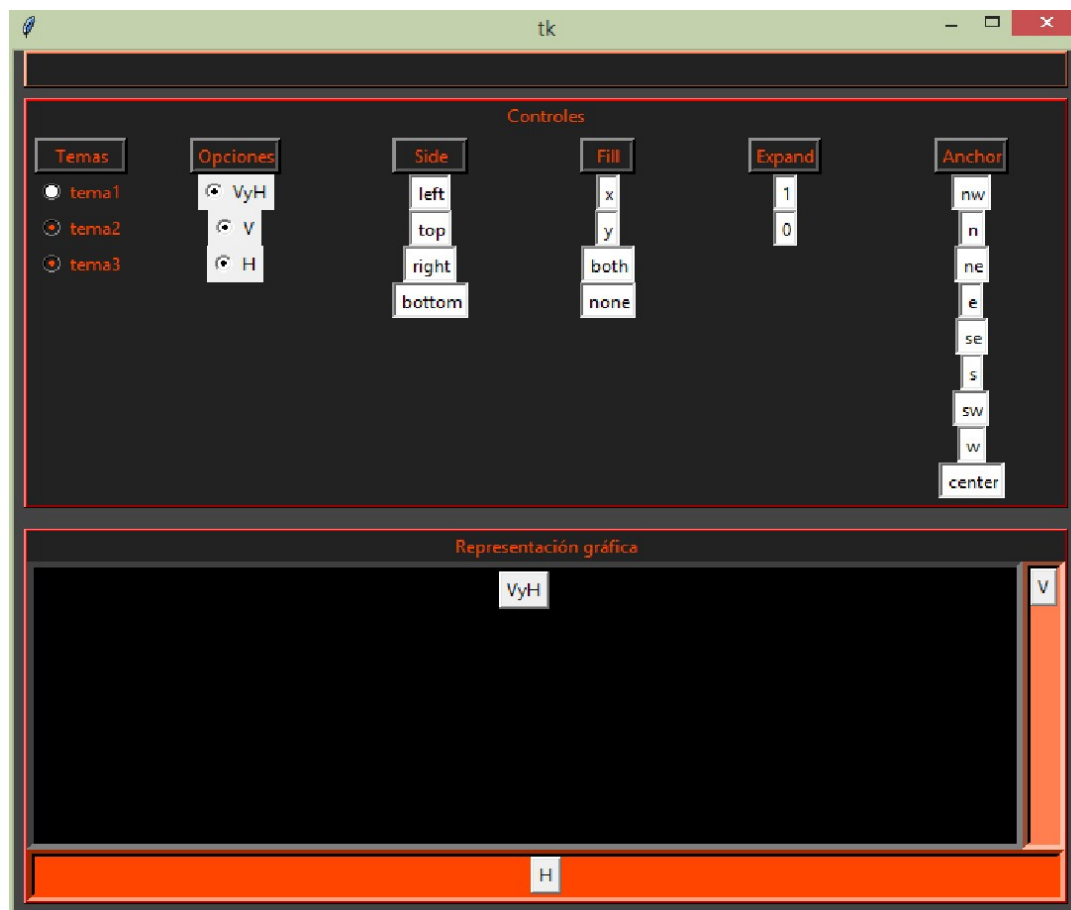 tk
Controles
Temas Opciones Side Fill Expand Anchor
tema1 VyH left x 1 nw
tema2 V top y 0 n
tema3 H right both ne
bottom none e
se
s
sw
w
center
Representación gráfica
VyH V
H